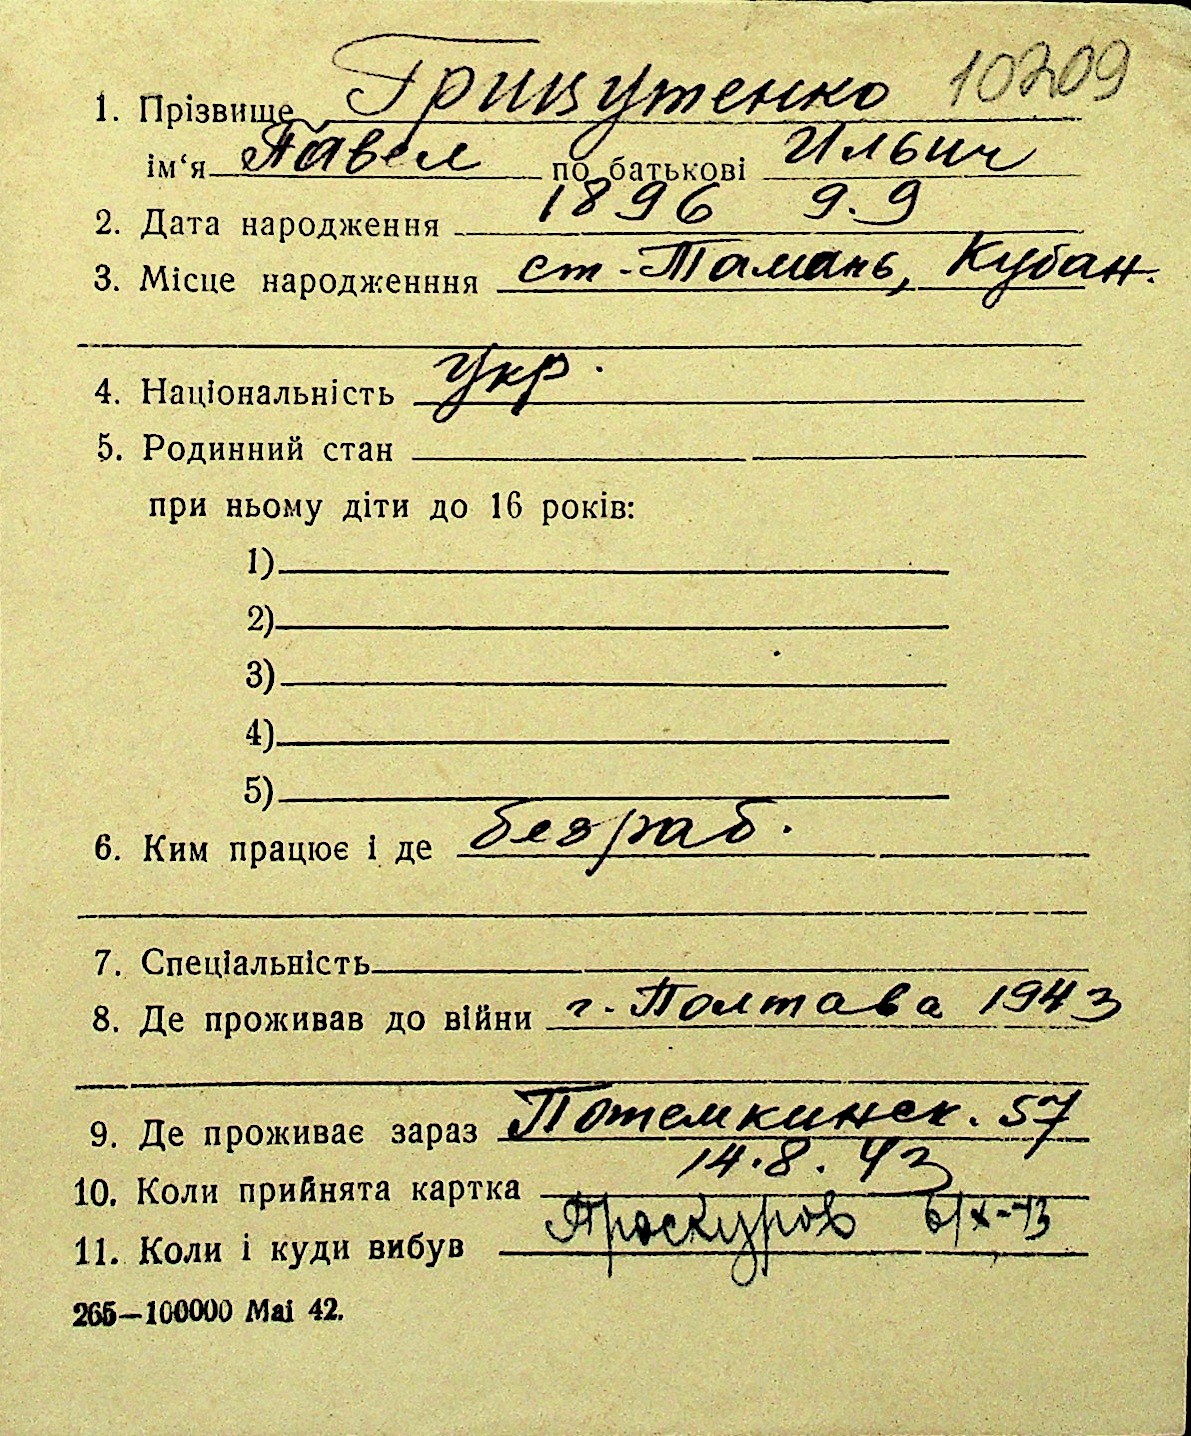 10209
1. Прізвище Грицутенко
ім‘я Павел по батькові Ильич
2. Дата народження 1896 9.9
3. Місце народженння ст-Тамань, Кубан.
4. Національність Укр.
5. Родинний стан
при ньому діти до 16 років:
1)
2)
3)
4)
5)
6. Ким працює і де безраб.
7. Спеціальність
8. Де проживав до війни г. Полтава 1943
9. Де проживає зараз Потемкинск. 57
10. Коли прийнята картка 14.8.43
11. Коли і куди вибув Проскуров 6/X-43
265—100000 Mai 42.